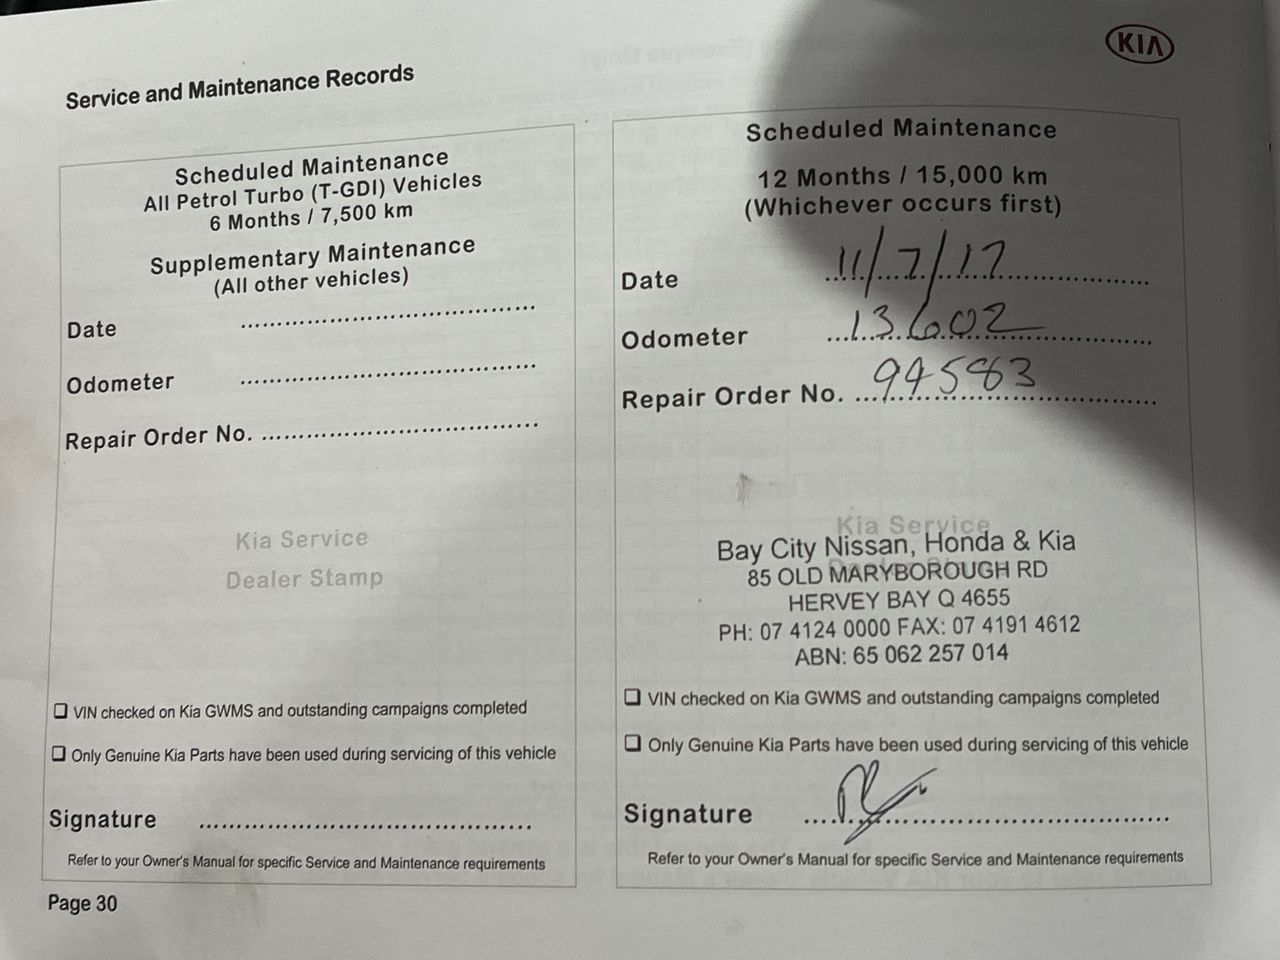 KIA
Service and Maintenance Records
Scheduled Maintenance
All Petrol Turbo (T-GDI) Vehicles
6 Months / 7,500 km
Supplementary Maintenance
(All other vehicles)
Date
Odometer
Repair Order No.
Kia Service
Dealer Stamp
❑ VIN checked on Kia GWMS and outstanding campaigns completed
❑ Only Genuine Kia Parts have been used during servicing of this vehicle
Signature
Refer to your Owner's Manual for specific Service and Maintenance requirements
Page 30
Scheduled Maintenance
12 Months / 15,000 km
(Whichever occurs first)
Date 11/7/17
Odometer 13602
Repair Order No. 94583
Kia Service
Bay City Nissan, Honda & Kia
85 OLD MARYBOROUGH RD
HERVEY BAY Q 4655
PH: 07 4124 0000 FAX: 07 4191 4612
ABN: 65 062 257 014
❑ VIN checked on Kia GWMS and outstanding campaigns completed
❑ Only Genuine Kia Parts have been used during servicing of this vehicle
Signature
Refer to your Owner's Manual for specific Service and Maintenance requirements